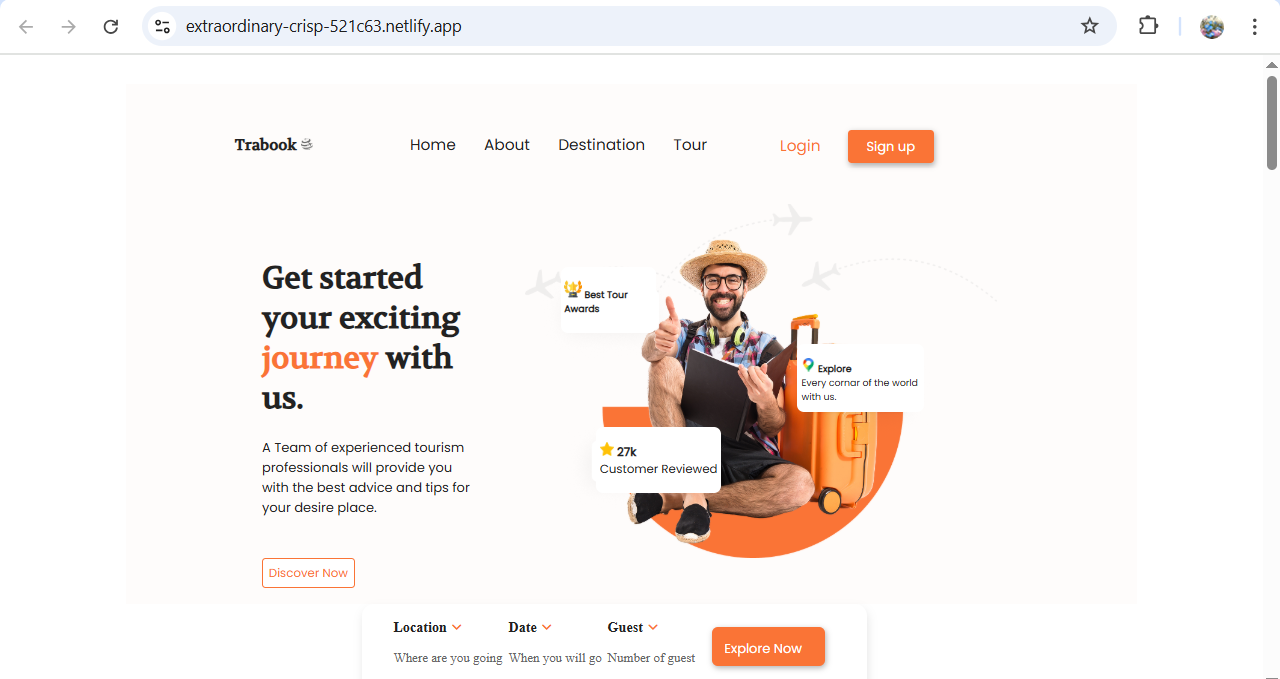 extraordinary-crisp-521c63.netlify.app
Trabook
Home About Destination Tour Login Sign up
Get started
your exciting
journey with
us.
A Team of experienced tourism
professionals will provide you
with the best advice and tips for
your desire place.
Discover Now
Best Tour
Awards
Explore
Every cornar of the world
with us.
27k
Customer Reviewed
Location Date Guest
Where are you going When you will go Number of guest
Explore Now